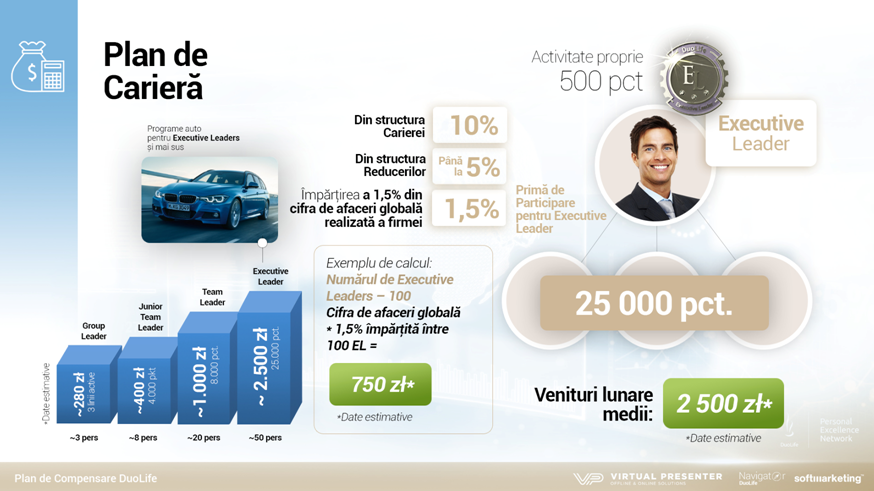 Plan de
Carieră
Activitate proprie
500 pct
Duo Life
EL
Executive
Leader
Programe auto
pentru Executive Leaders
și mai sus
Din structura
Carierei
10%
Din structura
Reducerilor
Până
la 5%
Împărțirea a 1,5% din
cifra de afaceri globală
realizată a firmei
1,5%
Primă de
Participare
pentru Executive
Leader
Exemplu de calcul:
Numărul de Executive
Leaders – 100
Cifra de afaceri globală
* 1,5% împărțită între
100 EL =
750 zł*
*Date estimative
25 000 pct.
Venituri lunare
medii:
2 500 zł*
*Date estimative
*Date estimative
Group
Leader
~280 zł
3 linii active
~3 pers
Junior
Team
Leader
~400 zł
4.000 pkt
~8 pers
Team
Leader
~1.000 zł
8.000 pct.
~20 pers
Executive
Leader
~ 2.500 zł
25.000 pct.
~50 pers
DuoLife
Personal
Excellence
Network
Plan de Compensare DuoLife
VP VIRTUAL PRESENTER
Navigator
DuoLife
softmarketing